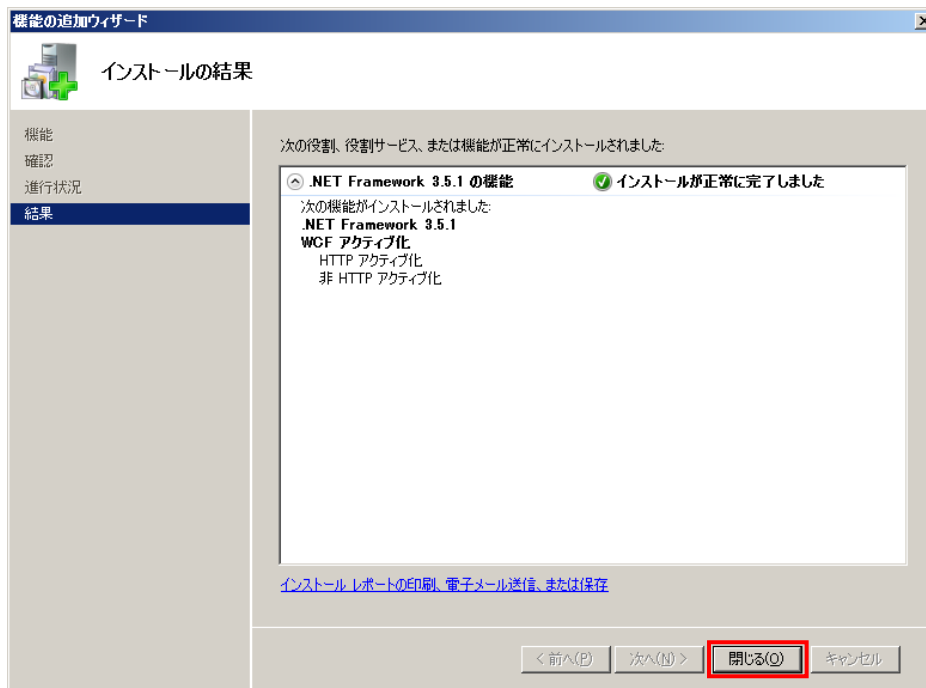 機能の追加ウィザード
インストールの結果
機能
確認
進行状況
結果
次の役割、役割サービス、または機能が正常にインストールされました:
.NET Framework 3.5.1 の機能 インストールが正常に完了しました
次の機能がインストールされました:
.NET Framework 3.5.1
WCF アクティブ化
HTTP アクティブ化
非 HTTP アクティブ化
インストール レポートの印刷、電子メール送信、または保存
< 前へ(P) 次へ(N) > 閉じる(O) キャンセル